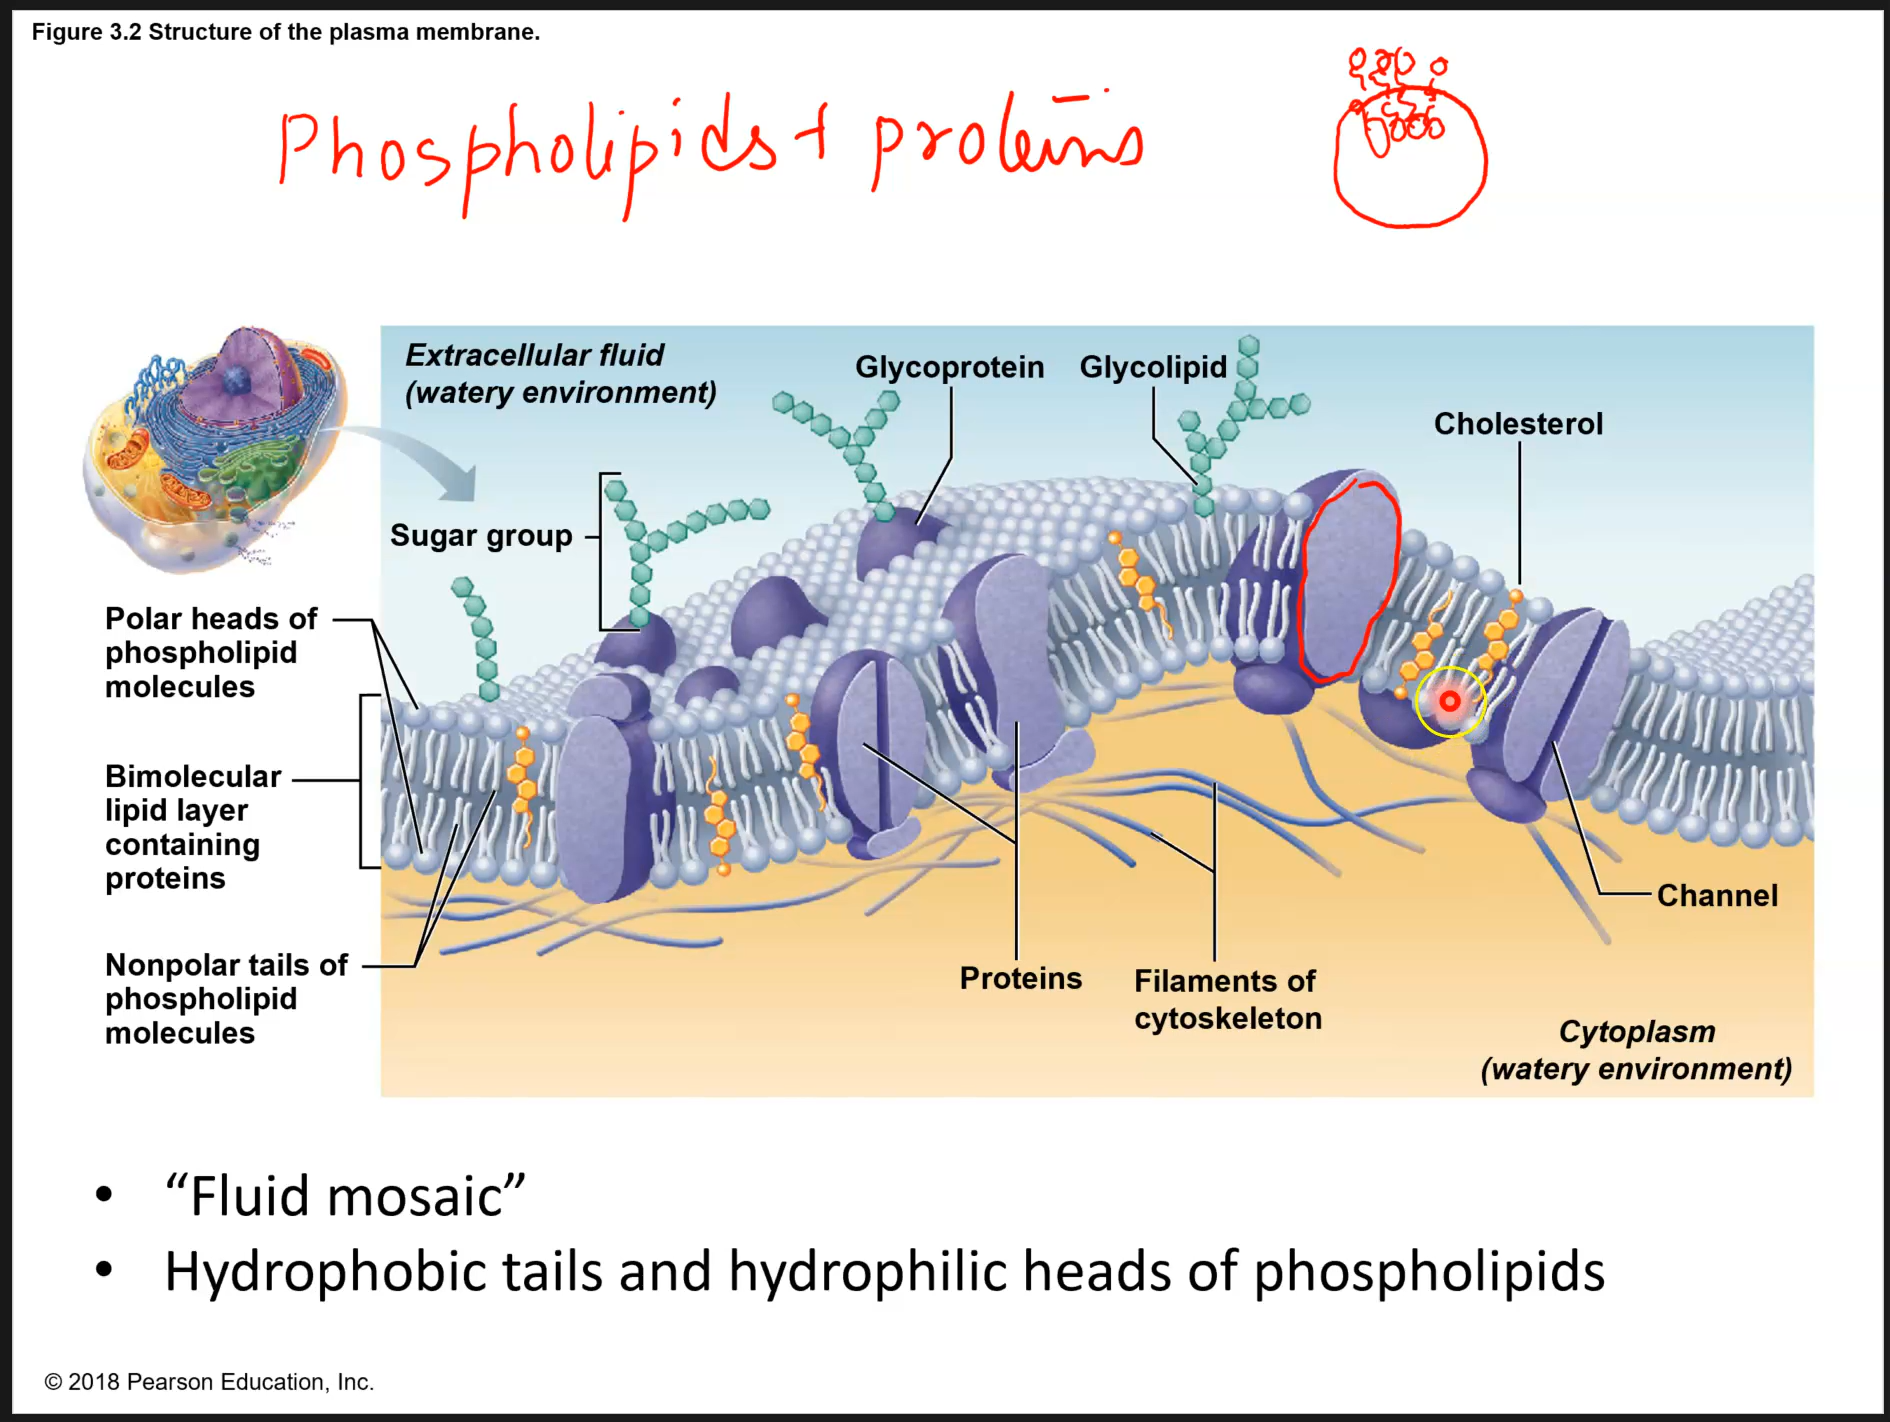 Figure 3.2 Structure of the plasma membrane.
Phospholipids + proteins
Extracellular fluid
(watery environment)
Glycoprotein
Glycolipid
Cholesterol
Sugar group
Polar heads of
phospholipid
molecules
Bimolecular
lipid layer
containing
proteins
Nonpolar tails of
phospholipid
molecules
Proteins
Filaments of
cytoskeleton
Channel
Cytoplasm
(watery environment)
• “Fluid mosaic”
• Hydrophobic tails and hydrophilic heads of phospholipids
© 2018 Pearson Education, Inc.